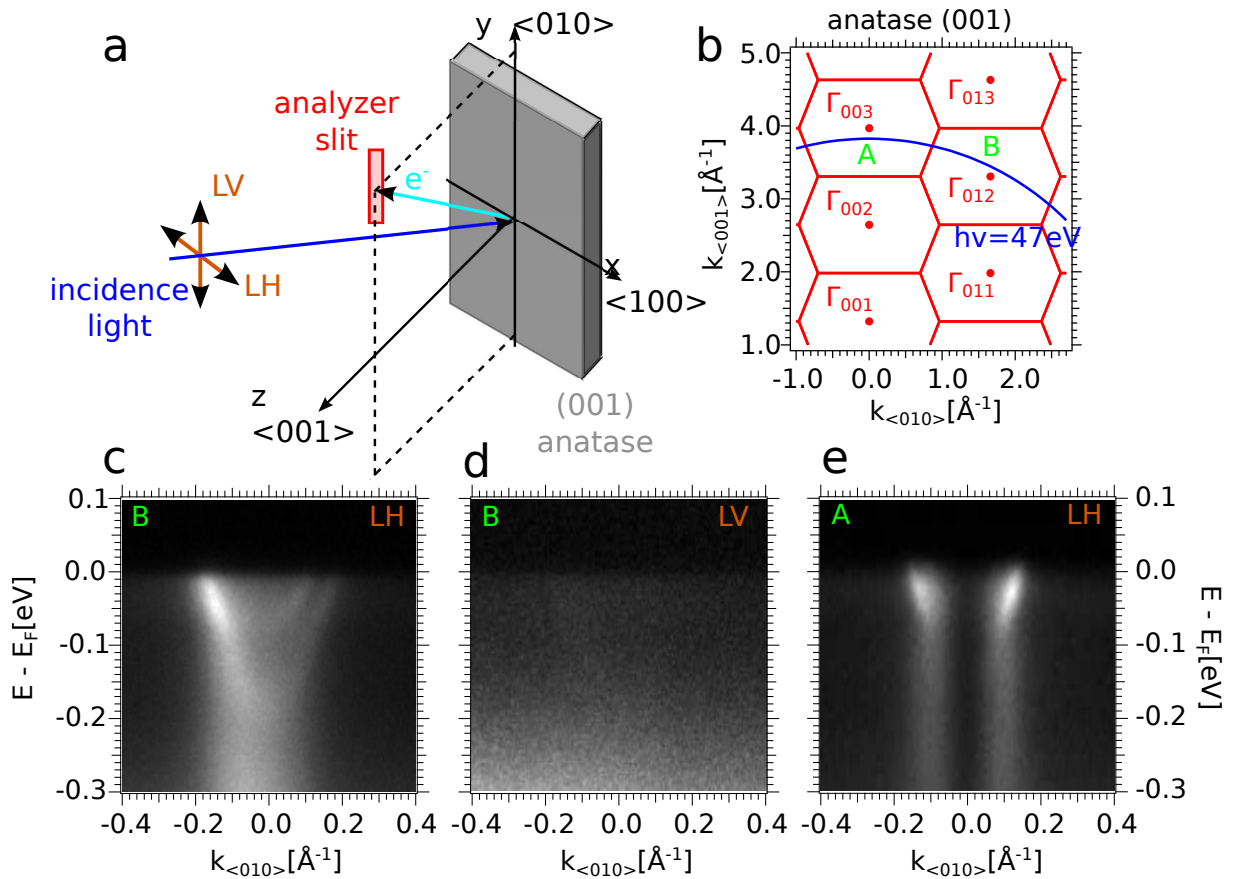 a
y
<010>
analyzer
slit
e-
LV
LH
incidence
light
x
<100>
z
<001>
(001)
anatase
b
anatase (001)
5.0
4.0
3.0
2.0
1.0
k<001>[Å-1]
Γ003
Γ013
A
B
Γ002
Γ012
hv=47eV
Γ001
Γ011
-1.0
0.0
1.0
2.0
k<010>[Å-1]
c
B
LH
0.1
0.0
-0.1
-0.2
-0.3
E - EF[eV]
-0.4
-0.2
0.0
0.2
0.4
k<010>[Å-1]
d
B
LV
-0.4
-0.2
0.0
0.2
0.4
k<010>[Å-1]
e
A
LH
0.1
0.0
-0.1
-0.2
-0.3
E - EF[eV]
-0.4
-0.2
0.0
0.2
0.4
k<010>[Å-1]